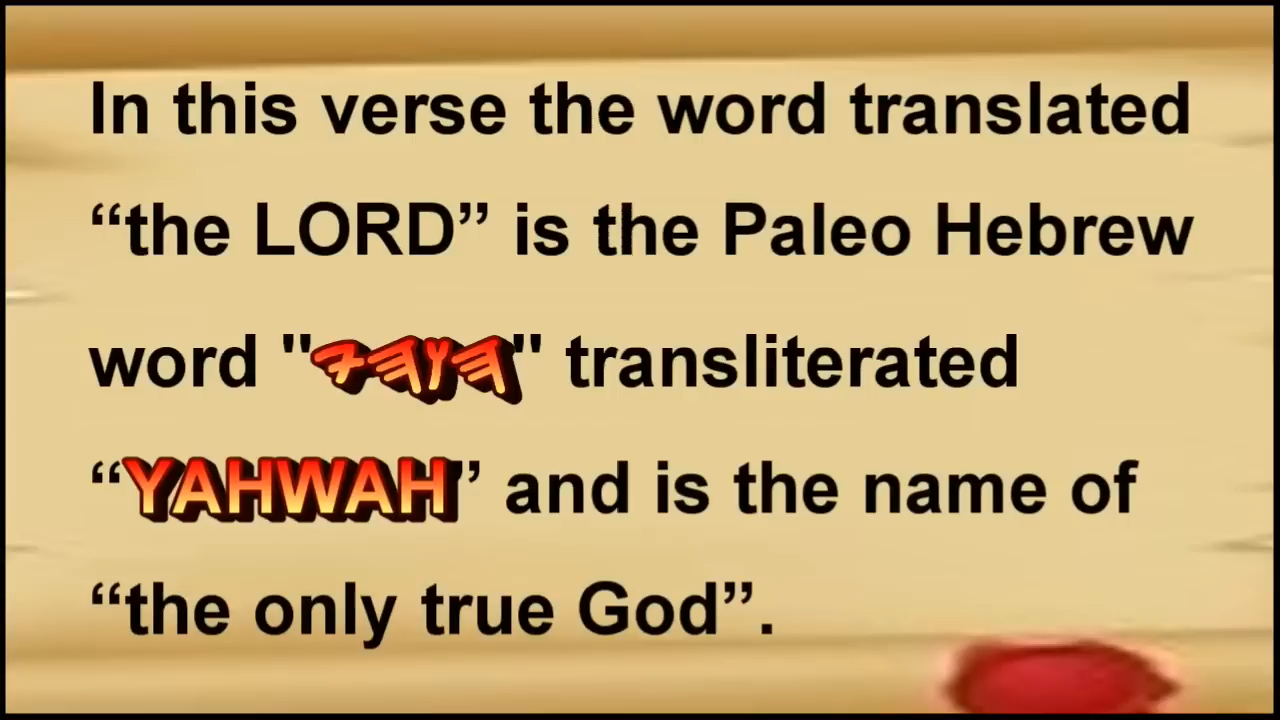 In this verse the word translated
“the LORD” is the Paleo Hebrew
word "𐤉𐤄𐤅𐤄" transliterated
“YAHWAH” and is the name of
“the only true God”.